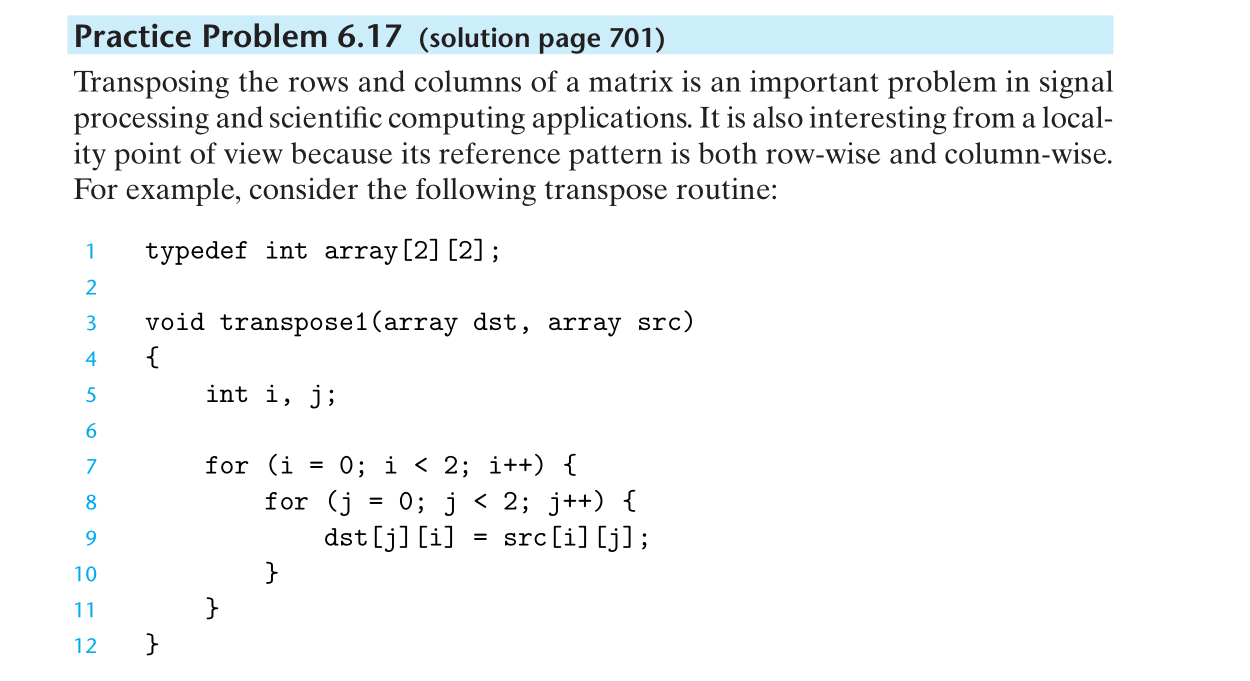 Practice Problem 6.17 (solution page 701)
Transposing the rows and columns of a matrix is an important problem in signal
processing and scientific computing applications. It is also interesting from a local-
ity point of view because its reference pattern is both row-wise and column-wise.
For example, consider the following transpose routine:
1 typedef int array[2][2];
2
3 void transpose1(array dst, array src)
4 {
5 int i, j;
6
7 for (i = 0; i < 2; i++) {
8 for (j = 0; j < 2; j++) {
9 dst[j][i] = src[i][j];
10 }
11 }
12 }